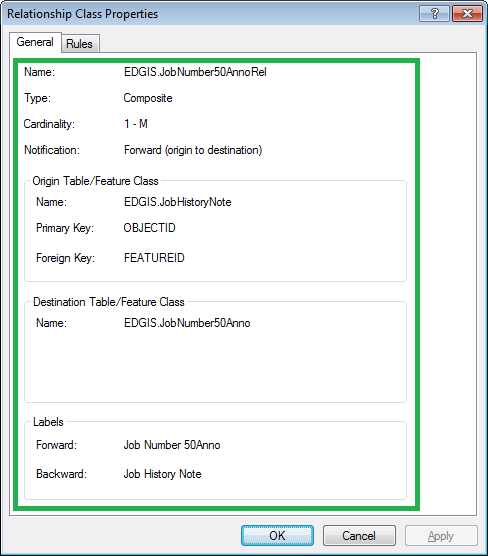 Relationship Class Properties
General Rules
Name: EDGIS.JobNumber50AnnoRel
Type: Composite
Cardinality: 1 - M
Notification: Forward (origin to destination)
Origin Table/Feature Class
Name: EDGIS.JobHistoryNote
Primary Key: OBJECTID
Foreign Key: FEATUREID
Destination Table/Feature Class
Name: EDGIS.JobNumber50Anno
Labels
Forward: Job Number 50Anno
Backward: Job History Note
OK Cancel Apply